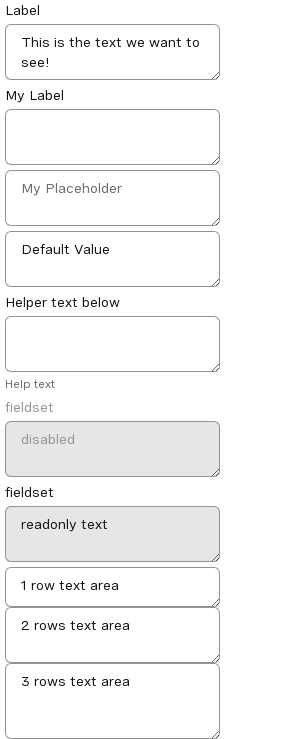 Label
This is the text we want to
see!
My Label
My Placeholder
Default Value
Helper text below
Help text
fieldset
disabled
fieldset
readonly text
1 row text area
2 rows text area
3 rows text area